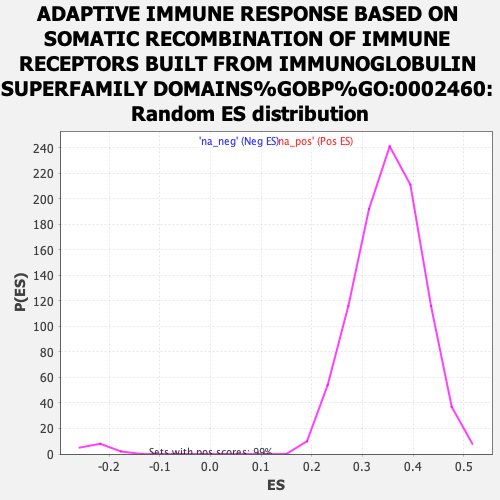 ADAPTIVE IMMUNE RESPONSE BASED ON
SOMATIC RECOMBINATION OF IMMUNE
RECEPTORS BUILT FROM IMMUNOGLOBULIN
SUPERFAMILY DOMAINS%GOBP%GO:0002460:
Random ES distribution
'na_neg' (Neg ES)
na_pos' (Pos ES)
P(ES)
240
220
200
180
160
140
120
100
80
60
40
20
0
Sets with pos scores: 99%
-0.2 -0.1 0.0 0.1 0.2 0.3 0.4 0.5
ES